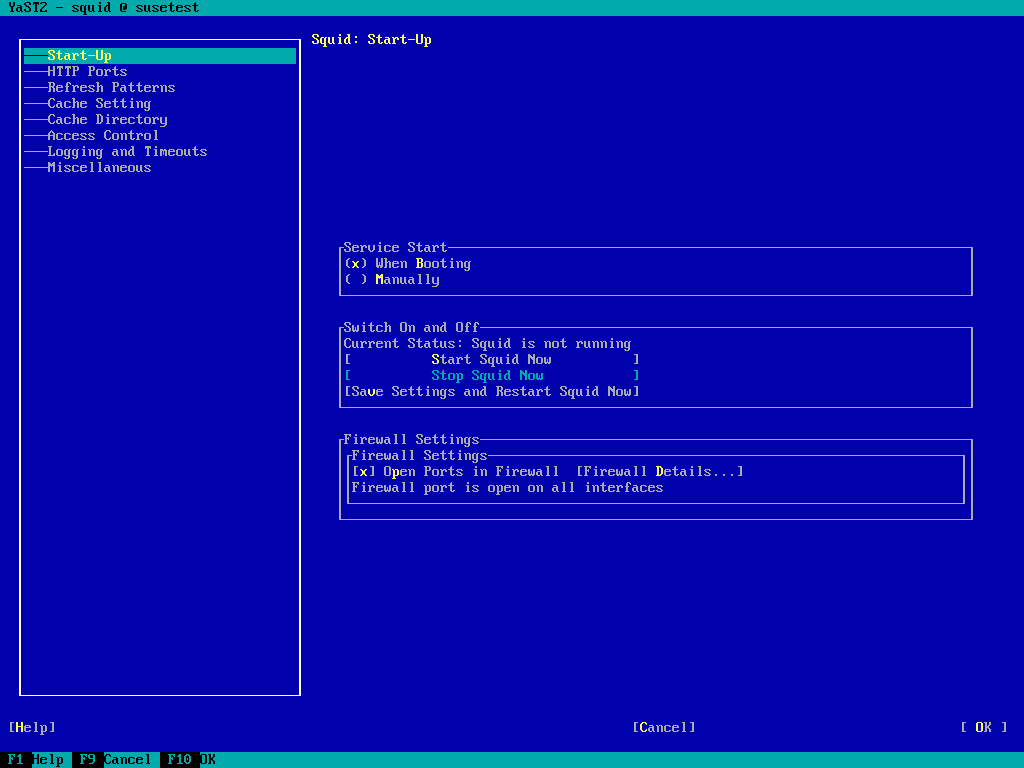 YaST2 - squid @ susetest
Squid: Start-Up
Start-Up
HTTP Ports
Refresh Patterns
Cache Setting
Cache Directory
Access Control
Logging and Timeouts
Miscellaneous
Service Start
(x) When Booting
( ) Manually
Switch On and Off
Current Status: Squid is not running
[ Start Squid Now ]
[ Stop Squid Now ]
[Save Settings and Restart Squid Now]
Firewall Settings
Firewall Settings
[x] Open Ports in Firewall [Firewall Details...]
Firewall port is open on all interfaces
[Help] [Cancel] [ OK ]
F1 Help F9 Cancel F10 OK